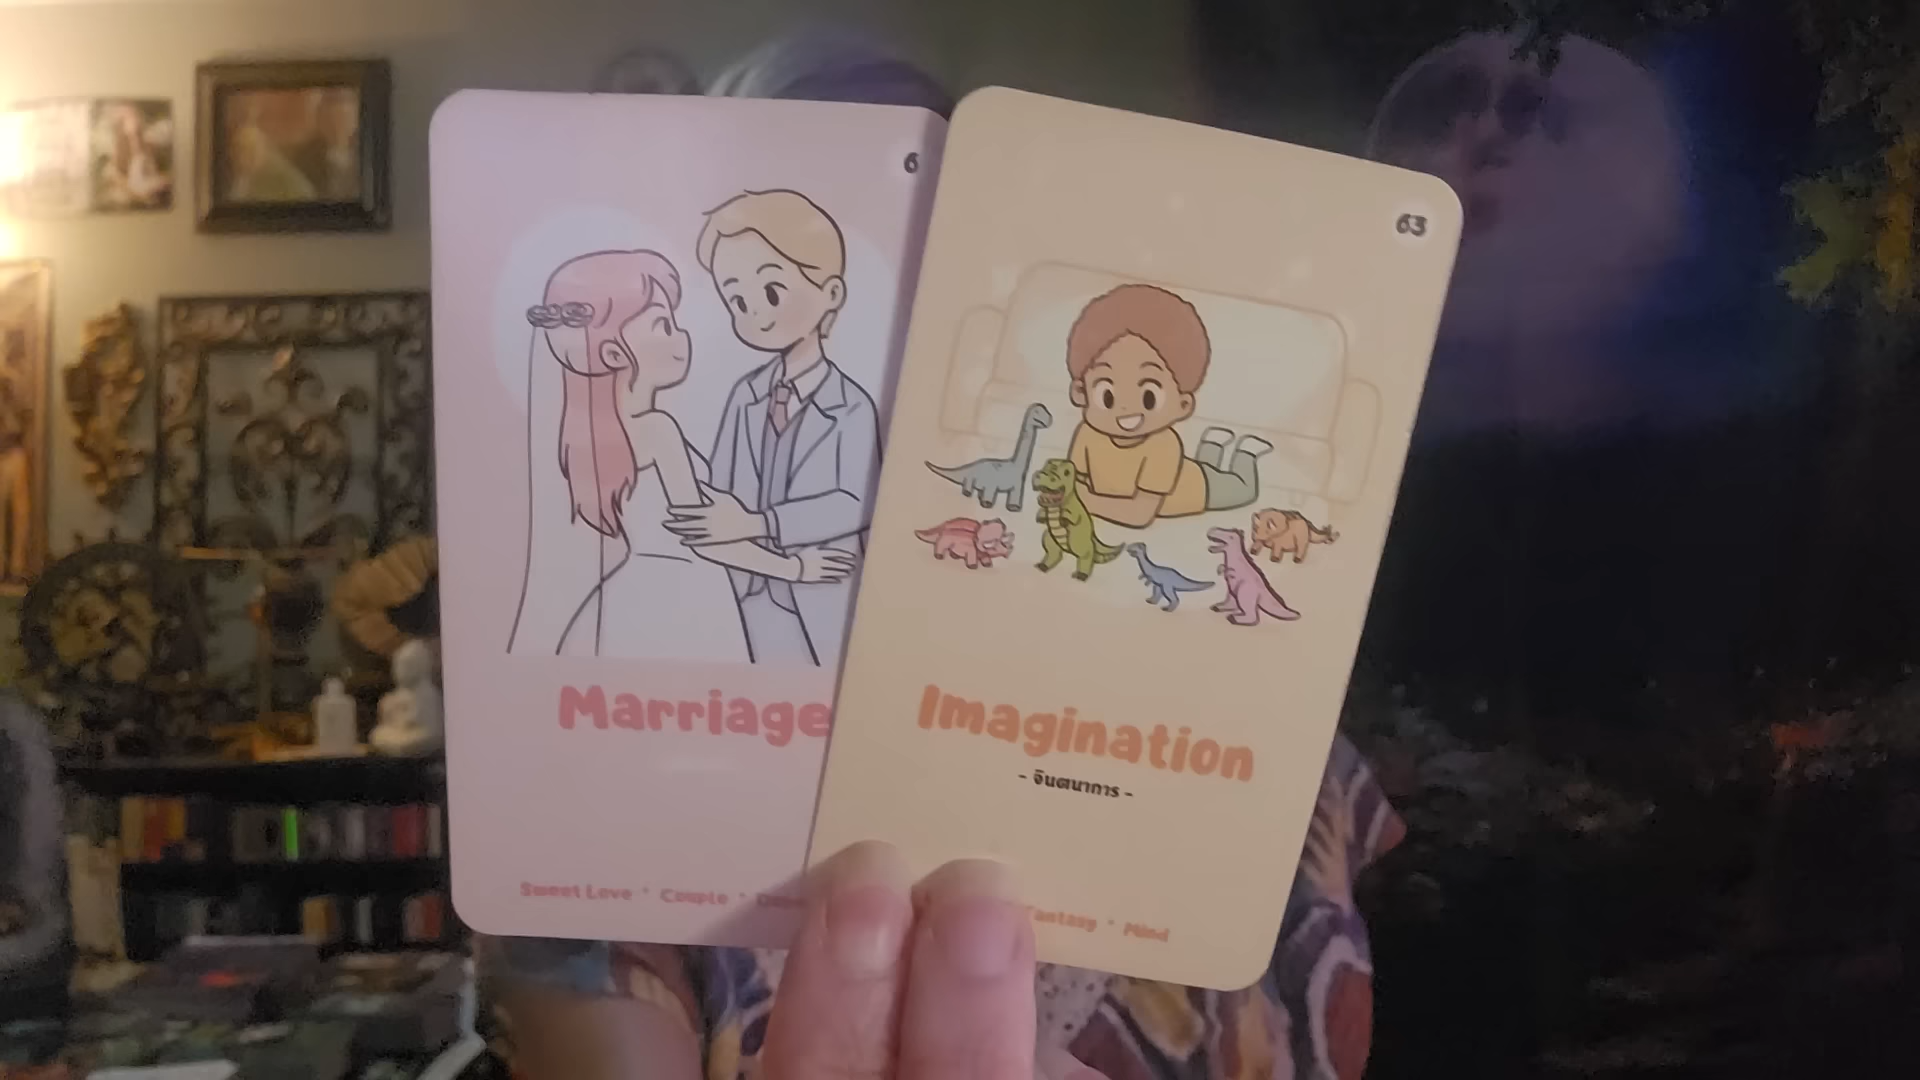 6
Marriage
Sweet Love • Couple •
63
Imagination
- จินตนาการ -
Fantasy • Mind